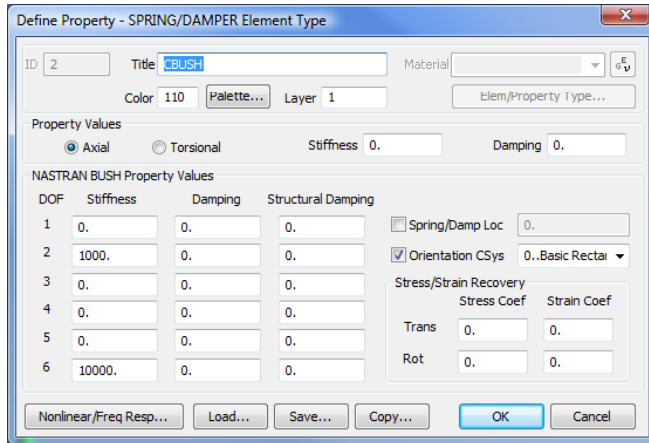 Define Property - SPRING/DAMPER Element Type
ID 2 Title CBUSH Material
Color 110 Palette... Layer 1 Elem/Property Type...
Property Values
Axial Torsional Stiffness 0. Damping 0.
NASTRAN BUSH Property Values
DOF Stiffness Damping Structural Damping
1 0. 0. 0. Spring/Damp Loc 0.
2 1000. 0. 0. Orientation CSys 0..Basic Rectar
3 0. 0. 0. Stress/Strain Recovery
Stress Coef Strain Coef
4 0. 0. 0. Trans 0. 0.
5 0. 0. 0. Rot 0. 0.
6 10000. 0. 0.
Nonlinear/Freq Resp... Load... Save... Copy... OK Cancel